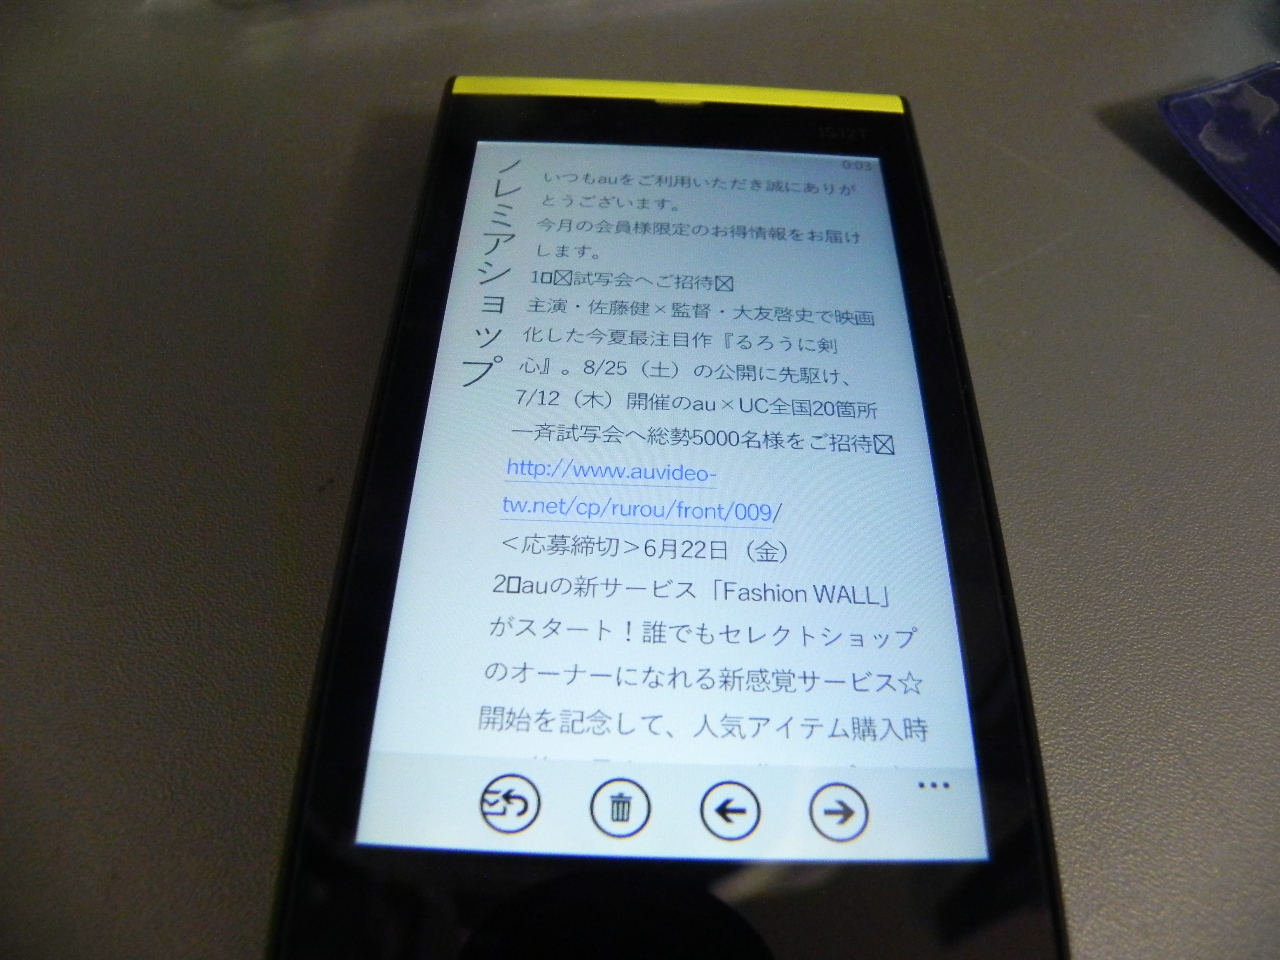 IS12T
0:03
いつもauをご利用いただき誠にありが
とうございます。
今月の会員様限定のお得情報をお届け
します。
1□☒試写会へご招待☒
主演・佐藤健×監督・大友啓史で映画
化した今夏最注目作『るろうに剣
心』。8/25（土）の公開に先駆け、
7/12（木）開催のau×UC全国20箇所
一斉試写会へ総勢5000名様をご招待☒
http://www.auvideo-
tw.net/cp/rurou/front/009/
＜応募締切＞6月22日（金）
2□auの新サービス「Fashion WALL」
がスタート！誰でもセレクトショップ
のオーナーになれる新感覚サービス☆
開始を記念して、人気アイテム購入時
ノレミアショップ